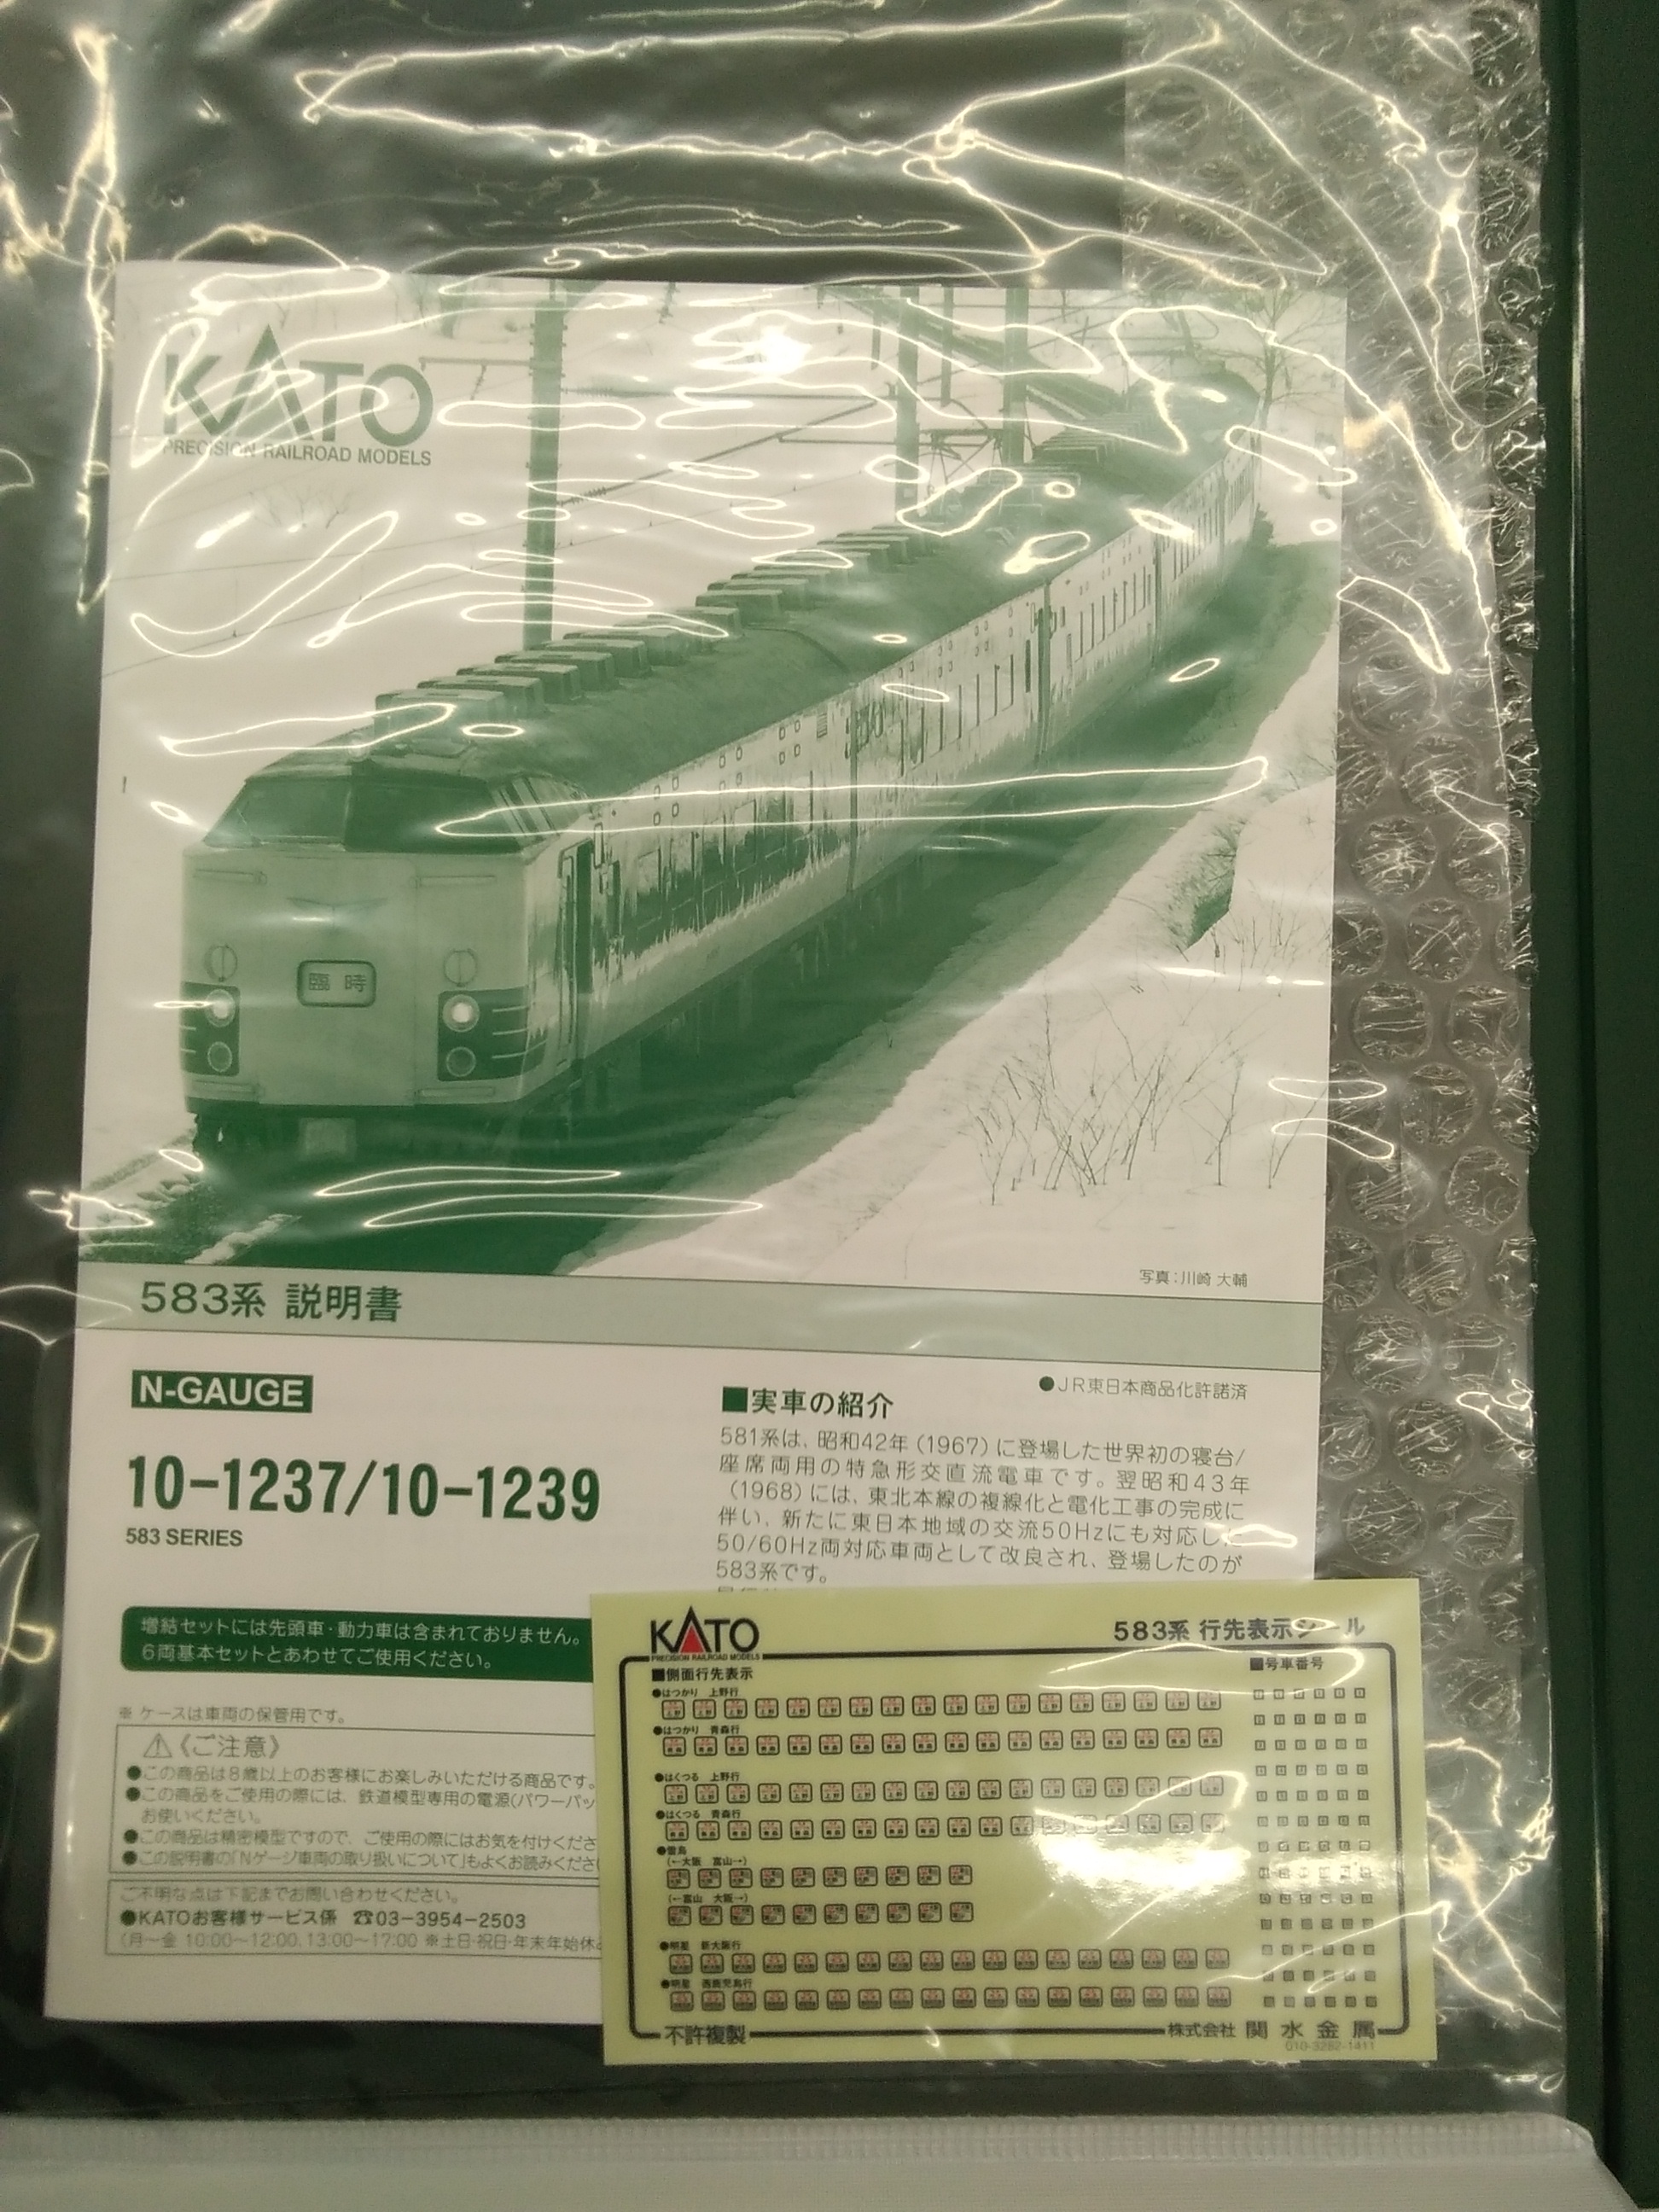 KATO
PRECISION RAILROAD MODELS
臨時
写真：川崎 大輔
583系 説明書
N-GAUGE
10-1237/10-1239
583 SERIES
増結セットには先頭車・動力車は含まれておりません。
6両基本セットとあわせてご使用ください。
※ ケースは車両の保管用です。
⚠《ご注意》
●この商品は8歳以上のお客様にお楽しみいただける商品です。
●この商品をご使用の際には、鉄道模型専用の電源(パワーパッ
お使いください。
●この商品は精密模型ですので、ご使用の際にはお気を付けくださ
●この説明書の「Nゲージ車両の取り扱いについて」もよくお読みくださ
ご不明な点は下記までお問い合わせください。
●KATOお客様サービス係 ☎03-3954-2503
(月～金 10:00～12:00、13:00～17:00 ※土日・祝日・年末年始休
●JR東日本商品化許諾済
■実車の紹介
581系は、昭和42年（1967）に登場した世界初の寝台/
座席両用の特急形交直流電車です。翌昭和43年
（1968）には、東北本線の複線化と電化工事の完成に
伴い、新たに東日本地域の交流50Hzにも対応した
50/60Hz両対応車両として改良され、登場したのが
583系です。
KATO
PRECISION RAILROAD MODELS
583系 行先表示シール
■側面行先表示
■号車番号
●はつかり 上野行
●はつかり 青森行
●はくつる 上野行
●はくつる 青森行
●雷鳥
(←大阪 富山→)
(←富山 大阪→)
●明星 新大阪行
●明星 西鹿児島行
不許複製
株式会社 関水金属
010-3282-1411